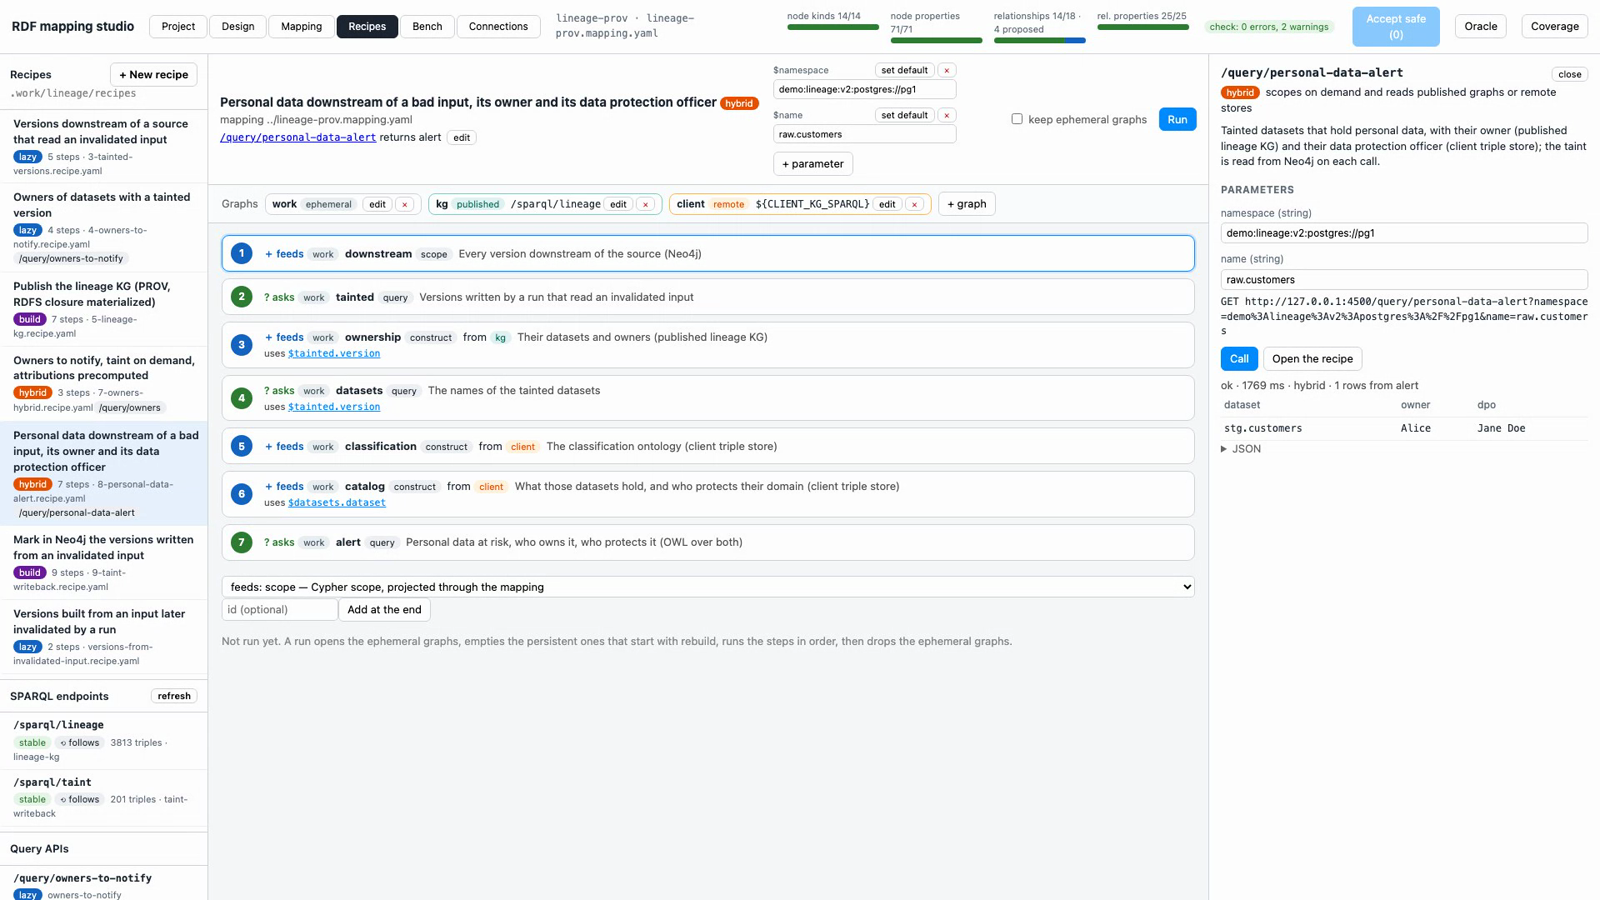 RDF mapping studio
Project
Design
Mapping
Recipes
Bench
Connections
lineage-prov · lineage-
prov.mapping.yaml
node kinds 14/14
node properties
71/71
relationships 14/18 ·
4 proposed
rel. properties 25/25
check: 0 errors, 2 warnings
Accept safe
(0)
Oracle
Coverage
Recipes
+ New recipe
.work/lineage/recipes
Versions downstream of a source
that read an invalidated input
lazy 5 steps · 3-tainted-
versions.recipe.yaml
Owners of datasets with a tainted
version
lazy 4 steps · 4-owners-to-
notify.recipe.yaml
/query/owners-to-notify
Publish the lineage KG (PROV,
RDFS closure materialized)
build 7 steps · 5-lineage-
kg.recipe.yaml
Owners to notify, taint on demand,
attributions precomputed
hybrid 3 steps · 7-owners-
hybrid.recipe.yaml /query/owners
Personal data downstream of a bad
input, its owner and its data
protection officer
hybrid 7 steps · 8-personal-data-
alert.recipe.yaml
/query/personal-data-alert
Mark in Neo4j the versions written
from an invalidated input
build 9 steps · 9-taint-
writeback.recipe.yaml
Versions built from an input later
invalidated by a run
lazy 2 steps · versions-from-
invalidated-input.recipe.yaml
SPARQL endpoints
refresh
/sparql/lineage
stable ⟲ follows 3813 triples ·
lineage-kg
/sparql/taint
stable ⟲ follows 201 triples · taint-
writeback
Query APIs
/query/owners-to-notify
lazy owners-to-notify
Personal data downstream of a bad input, its owner and its data protection officer hybrid
mapping ../lineage-prov.mapping.yaml
/query/personal-data-alert returns alert edit
$namespace set default ×
demo:lineage:v2:postgres://pg1
$name set default ×
raw.customers
+ parameter
keep ephemeral graphs
Run
Graphs work ephemeral edit × kg published /sparql/lineage edit × client remote ${CLIENT_KG_SPARQL} edit × + graph
1 + feeds work downstream scope Every version downstream of the source (Neo4j)
2 ? asks work tainted query Versions written by a run that read an invalidated input
3 + feeds work ownership construct from kg Their datasets and owners (published lineage KG)
uses $tainted.version
4 ? asks work datasets query The names of the tainted datasets
uses $tainted.version
5 + feeds work classification construct from client The classification ontology (client triple store)
6 + feeds work catalog construct from client What those datasets hold, and who protects their domain (client triple store)
uses $datasets.dataset
7 ? asks work alert query Personal data at risk, who owns it, who protects it (OWL over both)
feeds: scope — Cypher scope, projected through the mapping
id (optional) Add at the end
Not run yet. A run opens the ephemeral graphs, empties the persistent ones that start with rebuild, runs the steps in order, then drops the ephemeral graphs.
/query/personal-data-alert
close
hybrid scopes on demand and reads published graphs or remote
stores
Tainted datasets that hold personal data, with their owner (published
lineage KG) and their data protection officer (client triple store); the taint
is read from Neo4j on each call.
PARAMETERS
namespace (string)
demo:lineage:v2:postgres://pg1
name (string)
raw.customers
GET http://127.0.0.1:4500/query/personal-data-alert?namespace
=demo%3Alineage%3Av2%3Apostgres%3A%2F%2Fpg1&name=raw.customer
s
Call
Open the recipe
ok · 1769 ms · hybrid · 1 rows from alert
dataset owner dpo
stg.customers Alice Jane Doe
▶ JSON